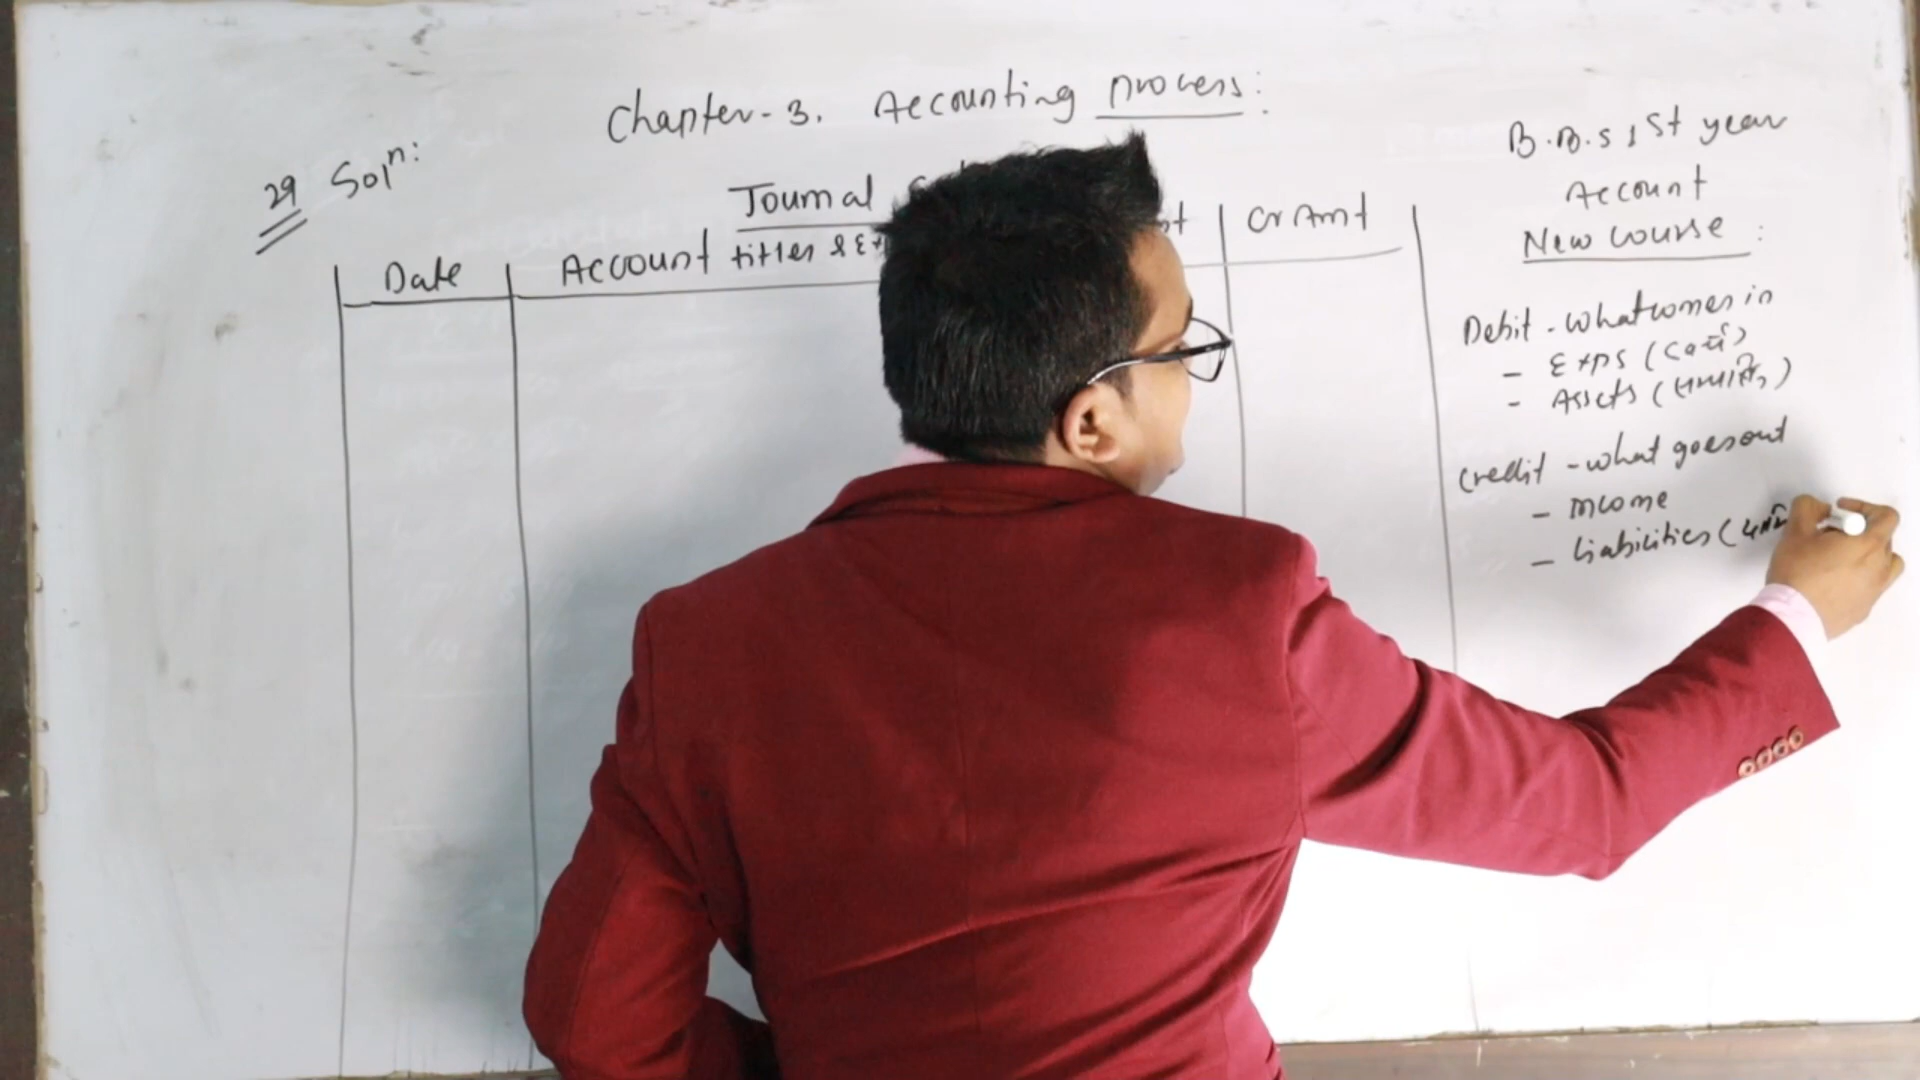 Chapter-3. Accounting process:
29 Solⁿ:
Journal
Date
Account titles & Ex
Cr Amt
B.B.S 1st year
Account
New course:
Debit - what comes in
- Exps (खर्च)
- Assets (सम्पत्ति)
Credit - what goes out
- Income
- Liabilities (